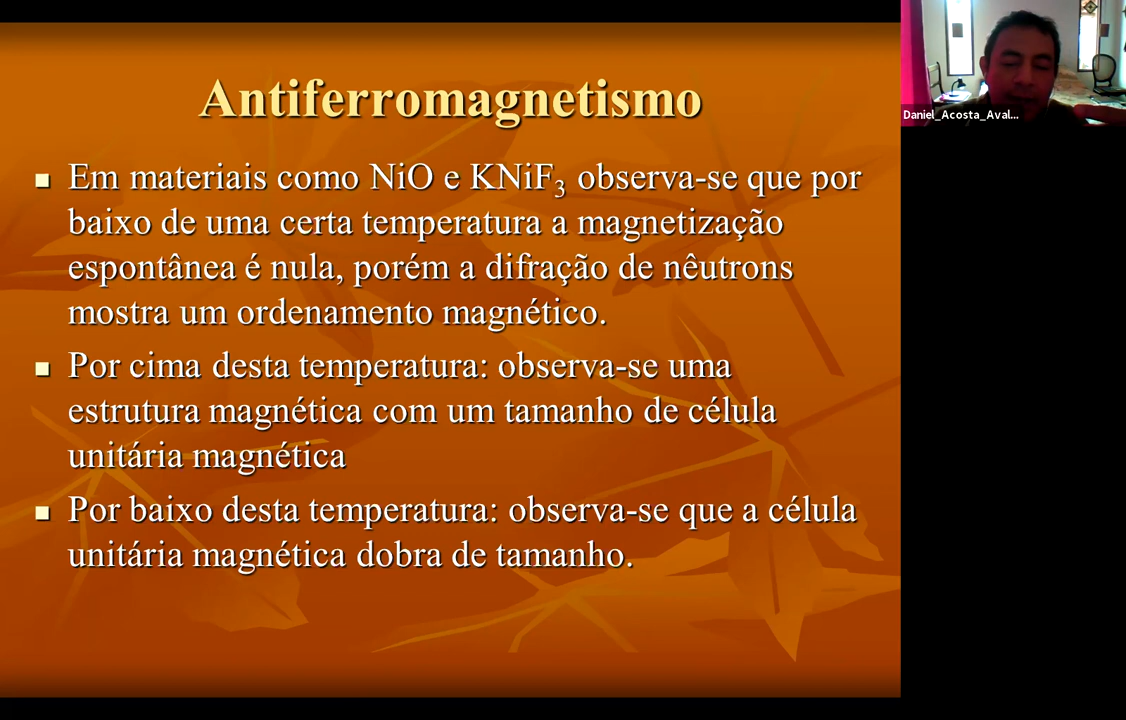 Antiferromagnetismo
Em materiais como NiO e KNiF₃ observa-se que por
baixo de uma certa temperatura a magnetização
espontânea é nula, porém a difração de nêutrons
mostra um ordenamento magnético.
Por cima desta temperatura: observa-se uma
estrutura magnética com um tamanho de célula
unitária magnética
Por baixo desta temperatura: observa-se que a célula
unitária magnética dobra de tamanho.
Daniel_Acosta_Aval...